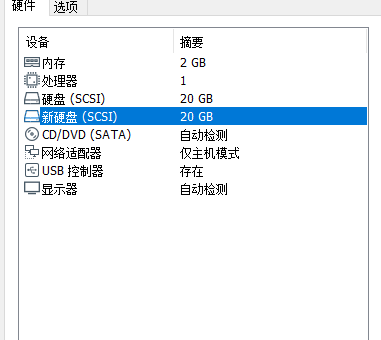 硬件 选项
设备 摘要
内存 2 GB
处理器 1
硬盘 (SCSI) 20 GB
新硬盘 (SCSI) 20 GB
CD/DVD (SATA) 自动检测
网络适配器 仅主机模式
USB 控制器 存在
显示器 自动检测